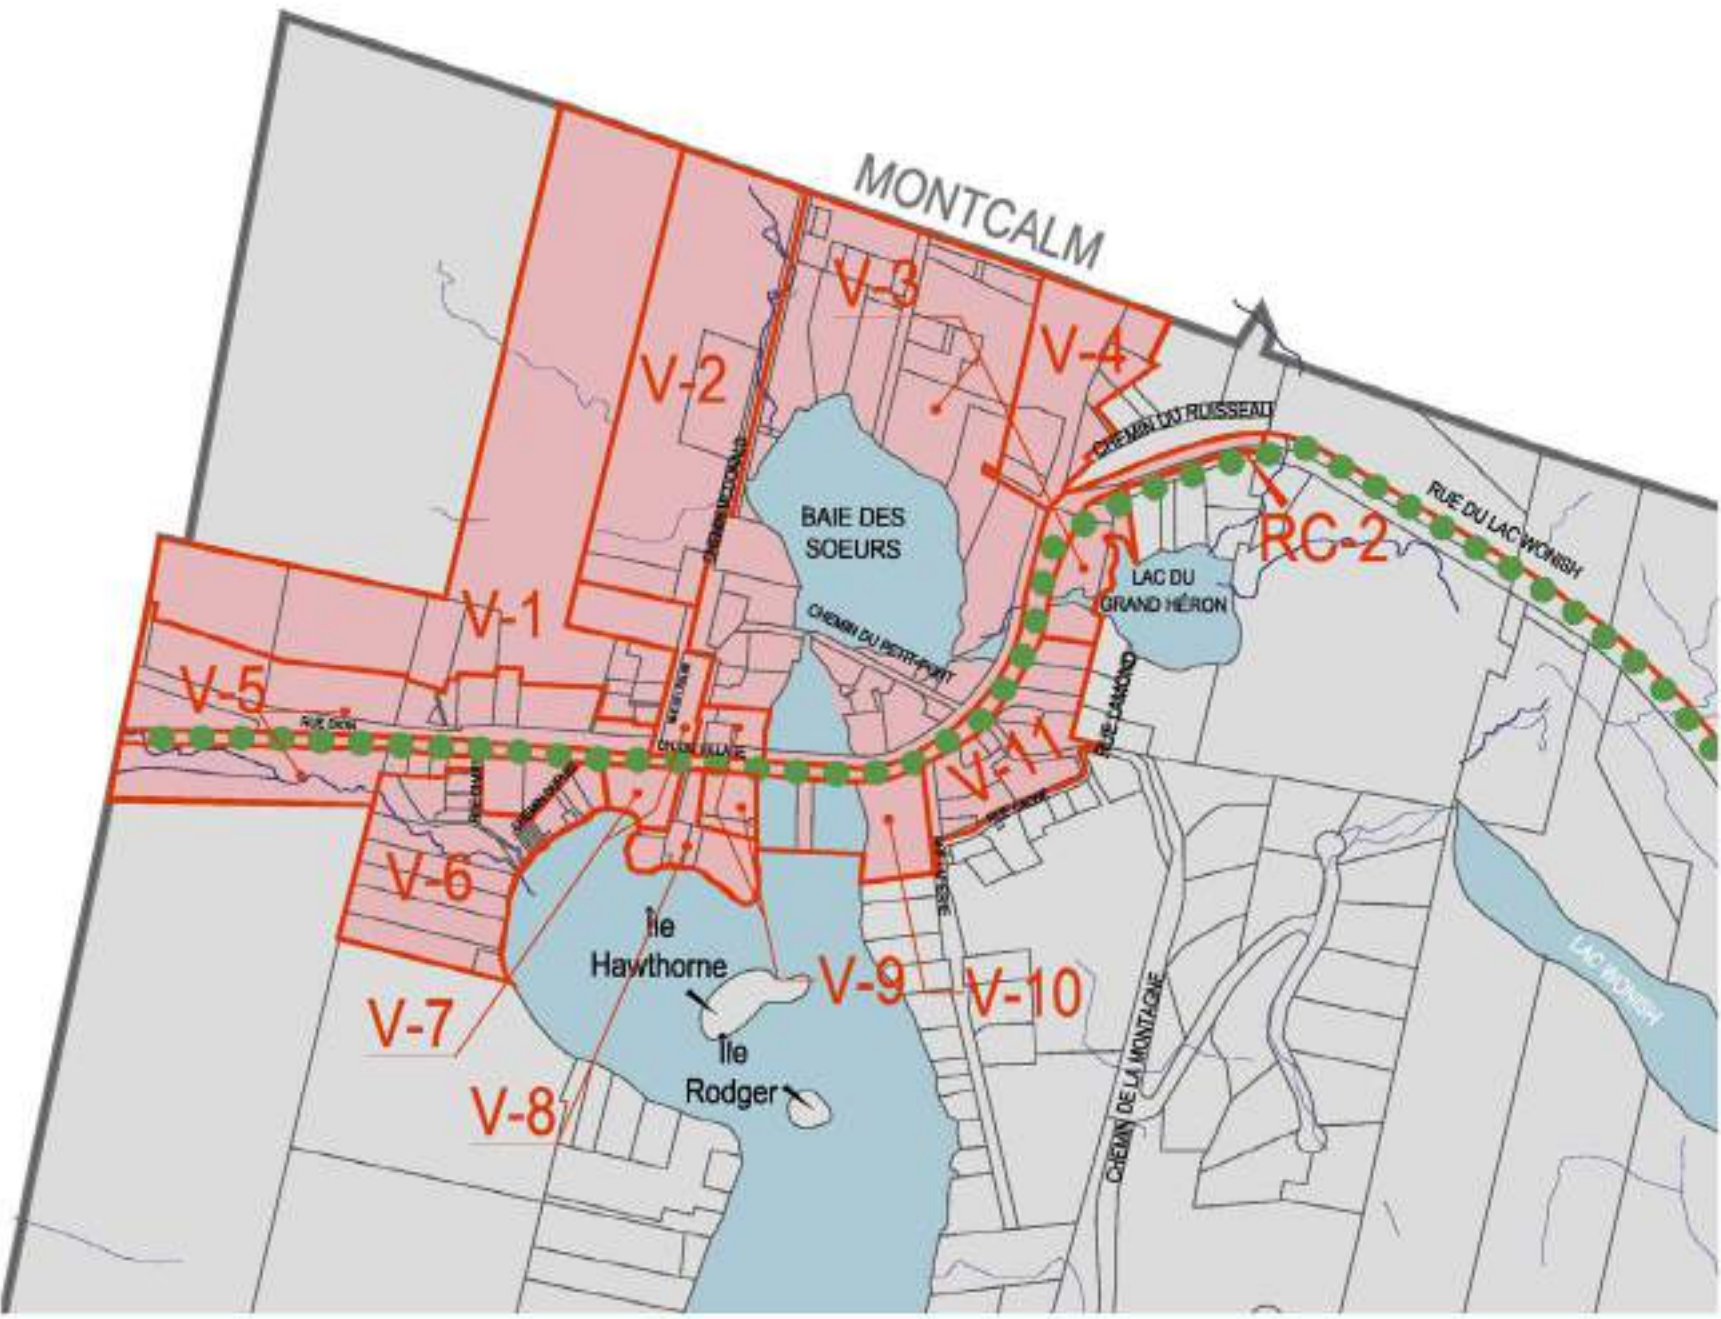 MONTCALM
V-3
V-4
V-2
CHEMIN DU RUISSEAU
RUE DU LAC WONISH
RC-2
BAIE DES
SOEURS
LAC DU
GRAND HÉRON
CHEMIN DU PETIT-PONT
V-1
V-5
RUE LAMOND
V-11
V-6
Île
Hawthorne
V-9
V-10
V-7
Île
Rodger
V-8
CHEMIN DE LA MONTAGNE
LAC WONISH